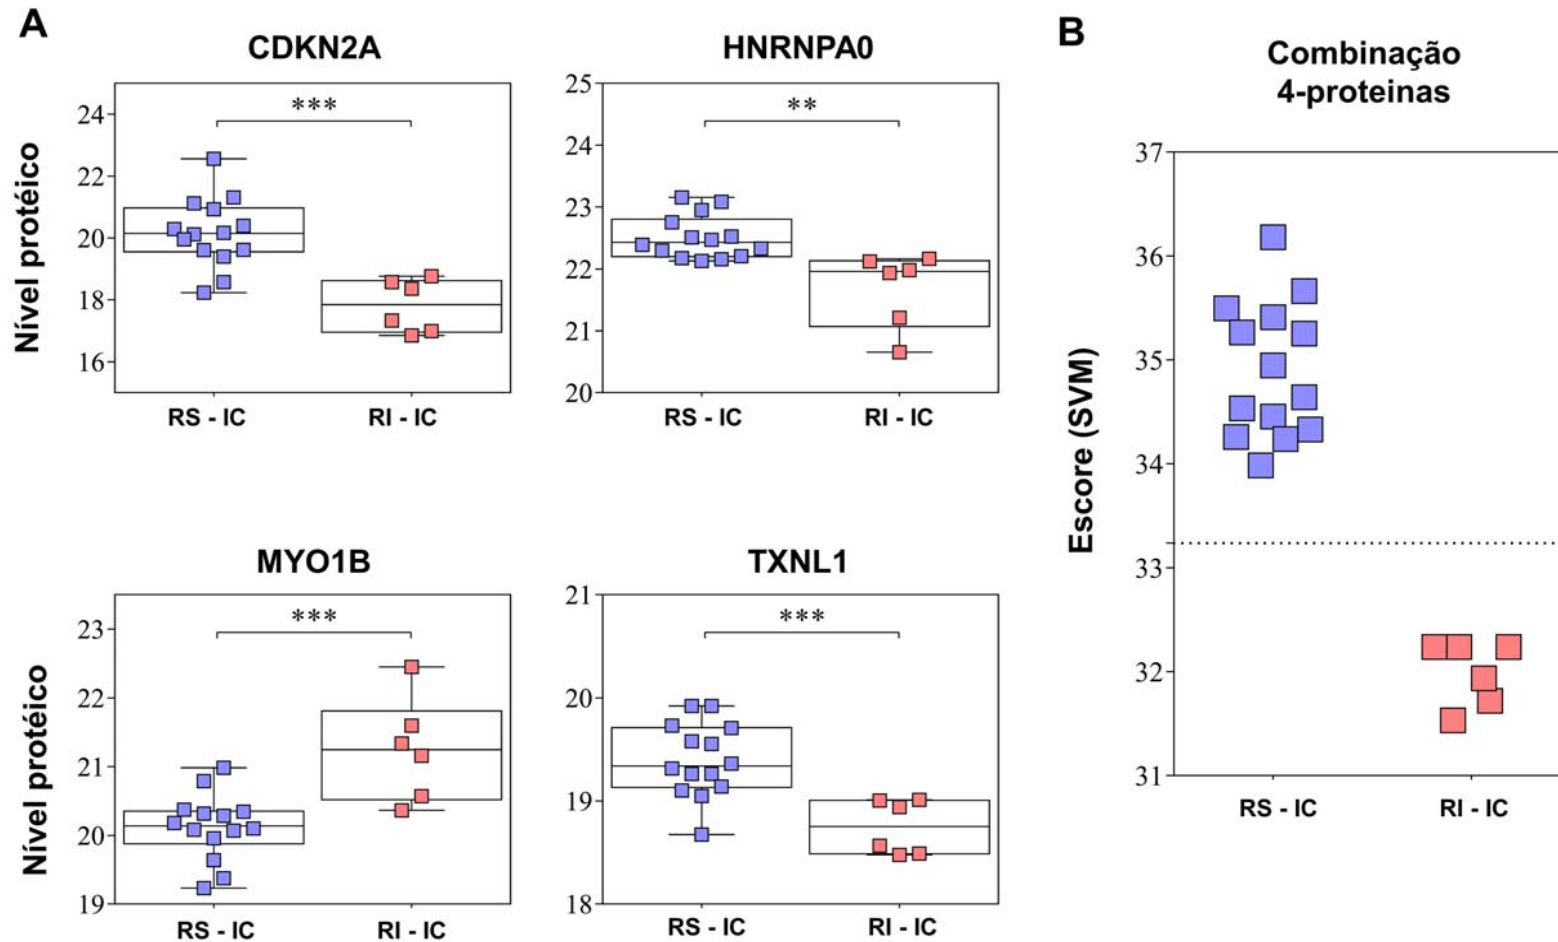 A
CDKN2A
***
Nível protéico
24
22
20
18
16
RS - IC
RI - IC
HNRNPA0
**
25
24
23
22
21
20
RS - IC
RI - IC
MYO1B
***
Nível protéico
23
22
21
20
19
RS - IC
RI - IC
TXNL1
***
21
20
19
18
RS - IC
RI - IC
B
Combinação
4-proteinas
Escore (SVM)
37
36
35
34
33
32
31
RS - IC
RI - IC